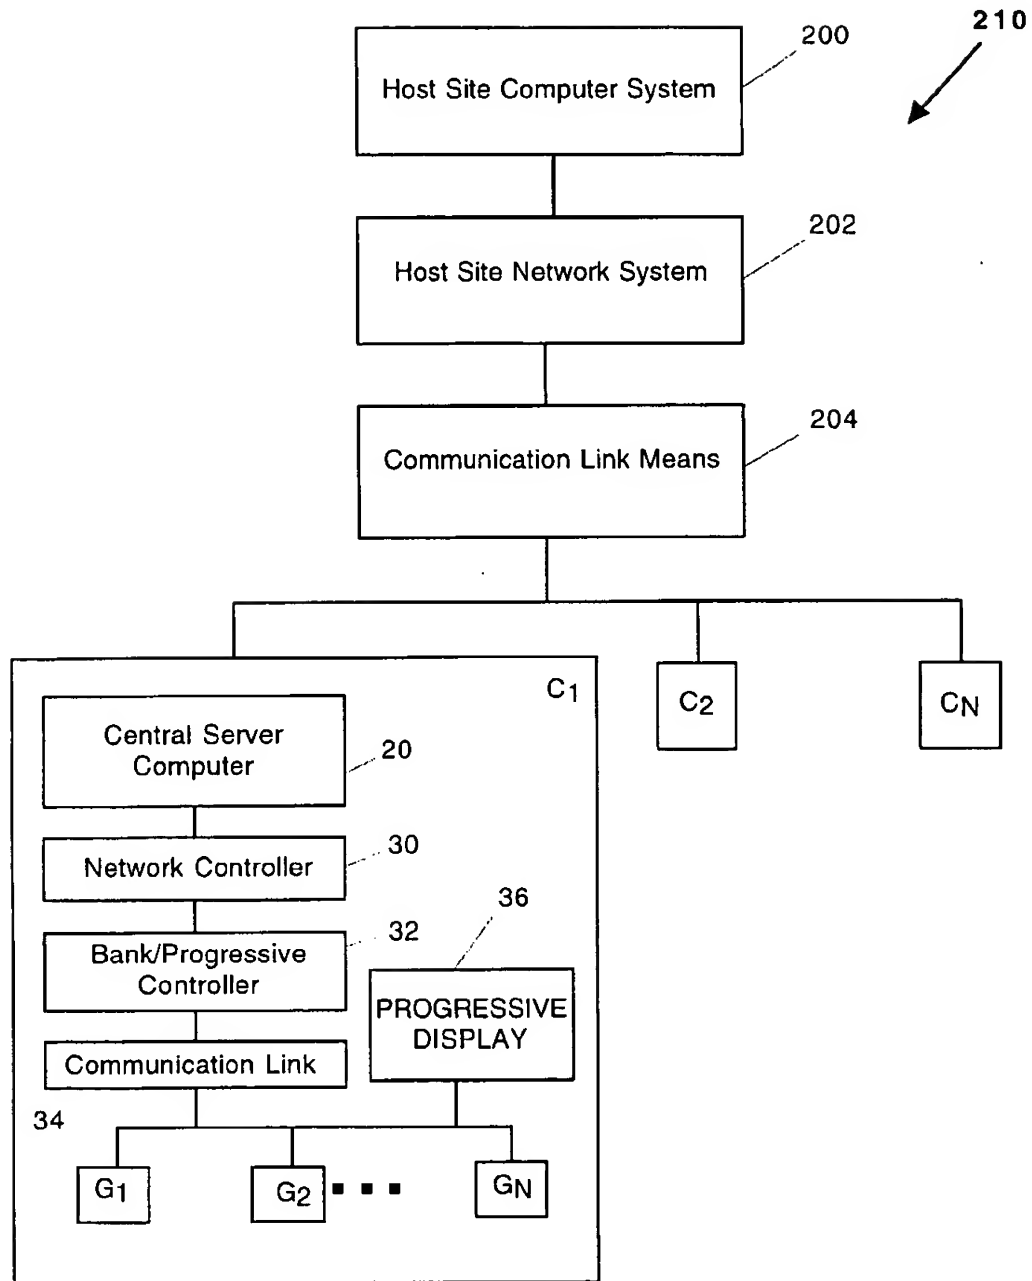 210
200
Host Site Computer System
202
Host Site Network System
204
Communication Link Means
C1
C2
CN
Central Server
Computer
20
Network Controller
30
36
Bank/Progressive
Controller
32
PROGRESSIVE
DISPLAY
Communication Link
34
G1
G2
GN